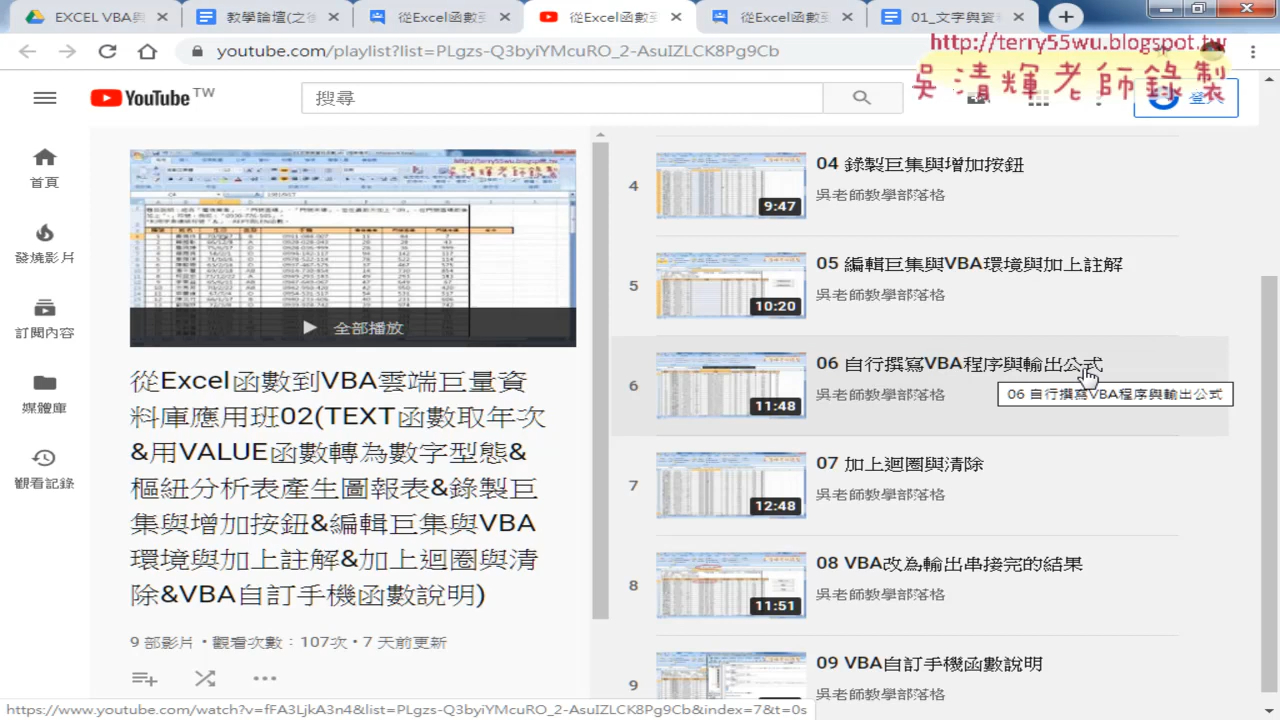 EXCEL VBA
教學論壇(之後
從Excel函數到
從Excel函數到
從Excel函數到
01_文字與資
youtube.com/playlist?list=PLgzs-Q3byiYMcuRO_2-AsuIZLCK8Pg9Cb
http://terry55wu.blogspot.tw
吳清輝老師錄製
YouTube TW
搜尋
登入
首頁
發燒影片
訂閱內容
媒體庫
觀看記錄
全部播放
從Excel函數到VBA雲端巨量資
料庫應用班02(TEXT函數取年次
&用VALUE函數轉為數字型態&
樞紐分析表產生圖報表&錄製巨
集與增加按鈕&編輯巨集與VBA
環境與加上註解&加上迴圈與清
除&VBA自訂手機函數說明)
9 部影片・觀看次數：107次・7 天前更新
4
9:47
04 錄製巨集與增加按鈕
吳老師教學部落格
5
10:20
05 編輯巨集與VBA環境與加上註解
吳老師教學部落格
6
11:48
06 自行撰寫VBA程序與輸出公式
吳老師教學部落格
06 自行撰寫VBA程序與輸出公式
7
12:48
07 加上迴圈與清除
吳老師教學部落格
8
11:51
08 VBA改為輸出串接完的結果
吳老師教學部落格
9
09 VBA自訂手機函數說明
吳老師教學部落格
https://www.youtube.com/watch?v=fFA3LjkA3n4&list=PLgzs-Q3byiYMcuRO_2-AsuIZLCK8Pg9Cb&index=7&t=0s